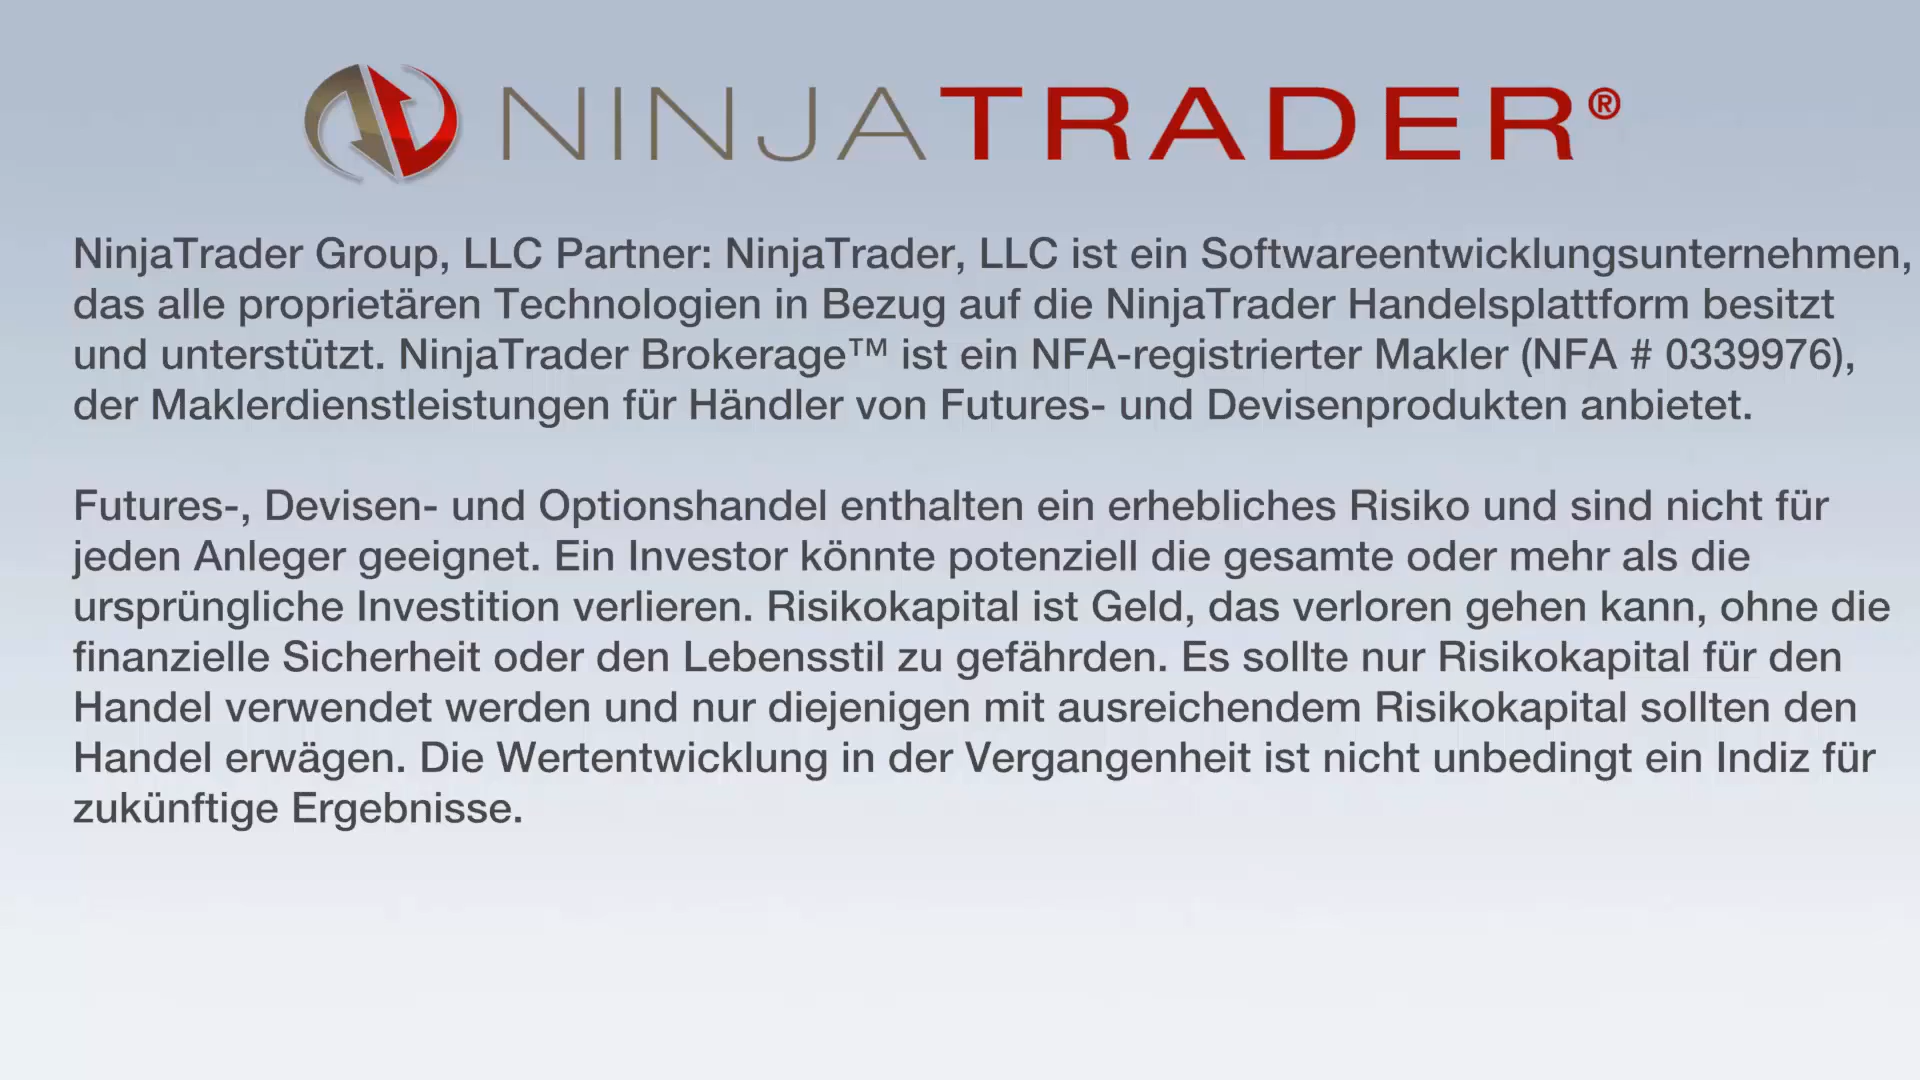 NINJATRADER®
NinjaTrader Group, LLC Partner: NinjaTrader, LLC ist ein Softwareentwicklungsunternehmen,
das alle proprietären Technologien in Bezug auf die NinjaTrader Handelsplattform besitzt
und unterstützt. NinjaTrader Brokerage™ ist ein NFA-registrierter Makler (NFA # 0339976),
der Maklerdienstleistungen für Händler von Futures- und Devisenprodukten anbietet.
Futures-, Devisen- und Optionshandel enthalten ein erhebliches Risiko und sind nicht für
jeden Anleger geeignet. Ein Investor könnte potenziell die gesamte oder mehr als die
ursprüngliche Investition verlieren. Risikokapital ist Geld, das verloren gehen kann, ohne die
finanzielle Sicherheit oder den Lebensstil zu gefährden. Es sollte nur Risikokapital für den
Handel verwendet werden und nur diejenigen mit ausreichendem Risikokapital sollten den
Handel erwägen. Die Wertentwicklung in der Vergangenheit ist nicht unbedingt ein Indiz für
zukünftige Ergebnisse.